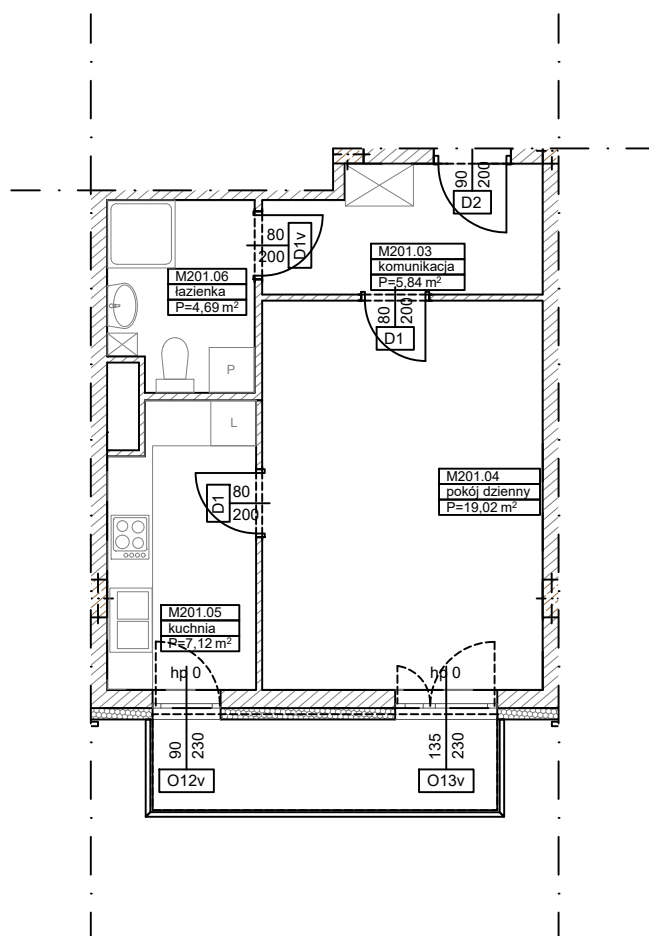 90
200
D2
80
200
D1v
M201.03
komunikacja
P=5,84 m²
M201.06
łazienka
P=4,69 m²
80
200
D1
P
L
M201.04
pokój dzienny
P=19,02 m²
D1
80
200
M201.05
kuchnia
P=7,12 m²
hp 0
hp 0
90
230
O12v
135
230
O13v